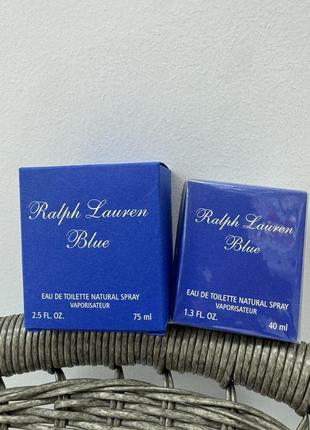 Ralph Lauren
Blue
EAU DE TOILETTE NATURAL SPRAY
VAPORISATEUR
2.5 FL. OZ. 75 ml
Ralph Lauren
Blue
EAU DE TOILETTE NATURAL SPRAY
VAPORISATEUR
1.3 FL. OZ. 40 ml